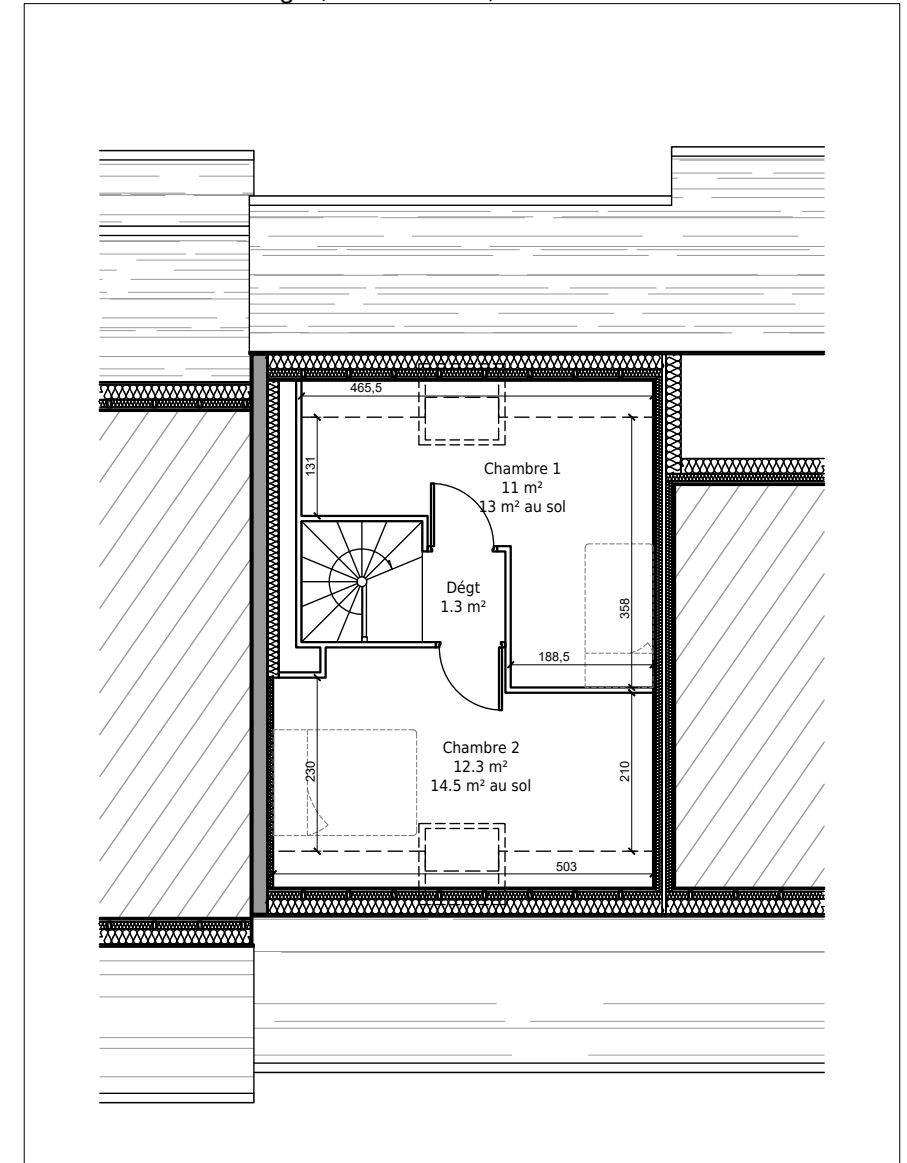 465,5
131
Chambre 1
11 m²
13 m² au sol
Dégt
1.3 m²
358
188,5
Chambre 2
12.3 m²
14.5 m² au sol
230
210
503